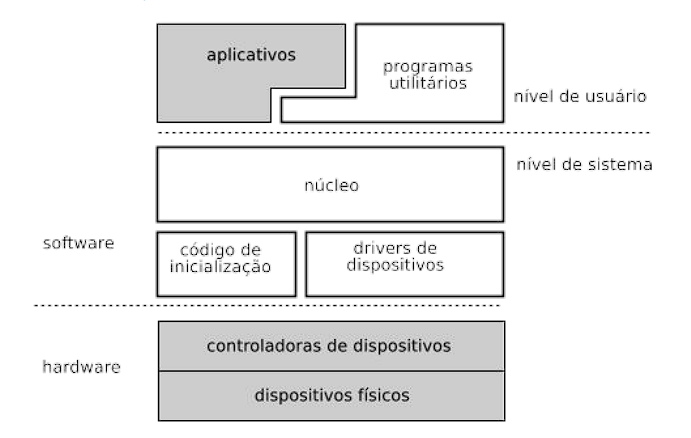 aplicativos
programas
utilitários
nível de usuário
nível de sistema
núcleo
software
código de
inicialização
drivers de
dispositivos
controladoras de dispositivos
hardware
dispositivos físicos